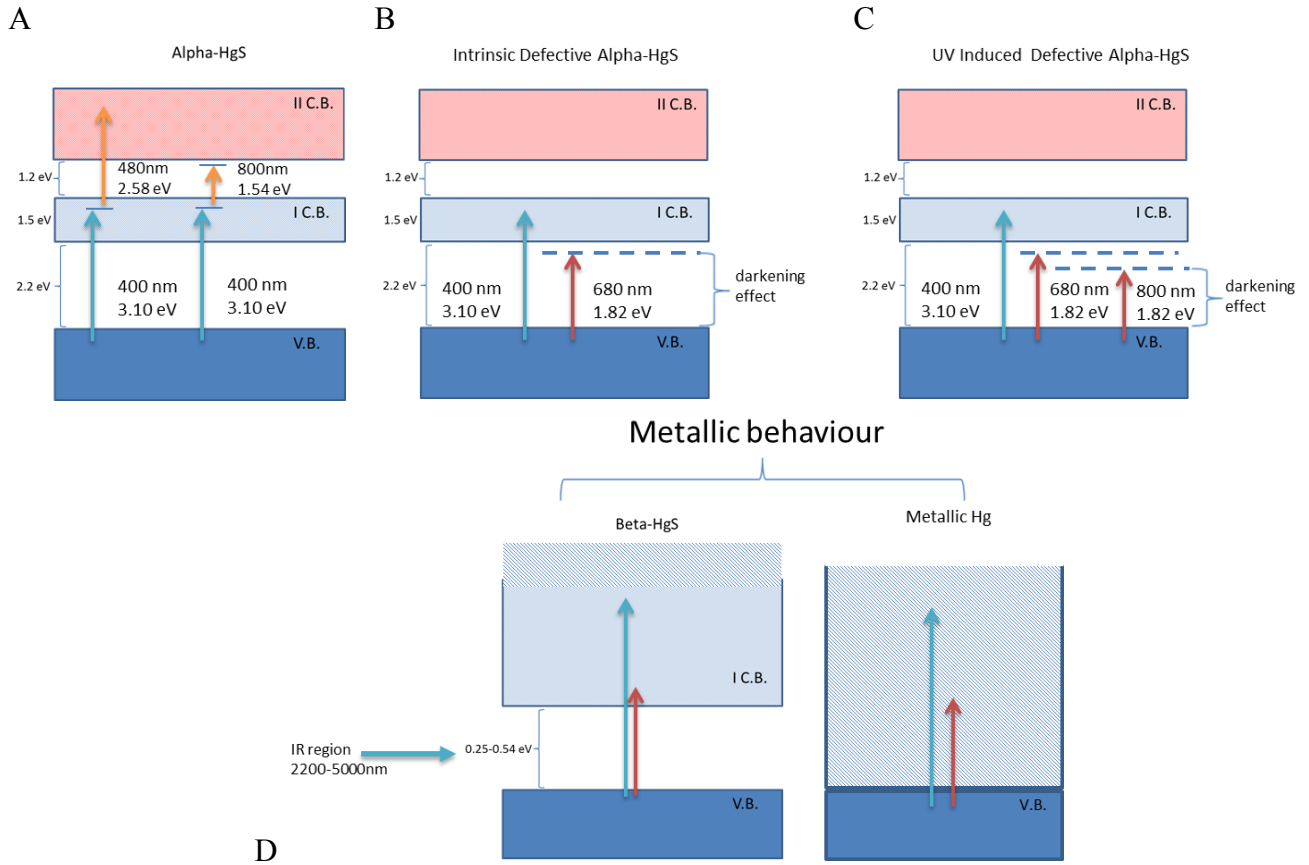 A
B
C
Alpha-HgS
Intrinsic Defective Alpha-HgS
UV Induced Defective Alpha-HgS
II C.B.
II C.B.
II C.B.
480nm
2.58 eV
800nm
1.54 eV
1.2 eV
1.2 eV
1.2 eV
I C.B.
I C.B.
I C.B.
1.5 eV
1.5 eV
1.5 eV
2.2 eV
400 nm
3.10 eV
400 nm
3.10 eV
2.2 eV
400 nm
3.10 eV
680 nm
1.82 eV
darkening
effect
2.2 eV
400 nm
3.10 eV
680 nm
1.82 eV
800 nm
1.82 eV
darkening
effect
V.B.
V.B.
V.B.
Metallic behaviour
Beta-HgS
Metallic Hg
I C.B.
IR region
2200-5000nm
0.25-0.54 eV
V.B.
V.B.
D